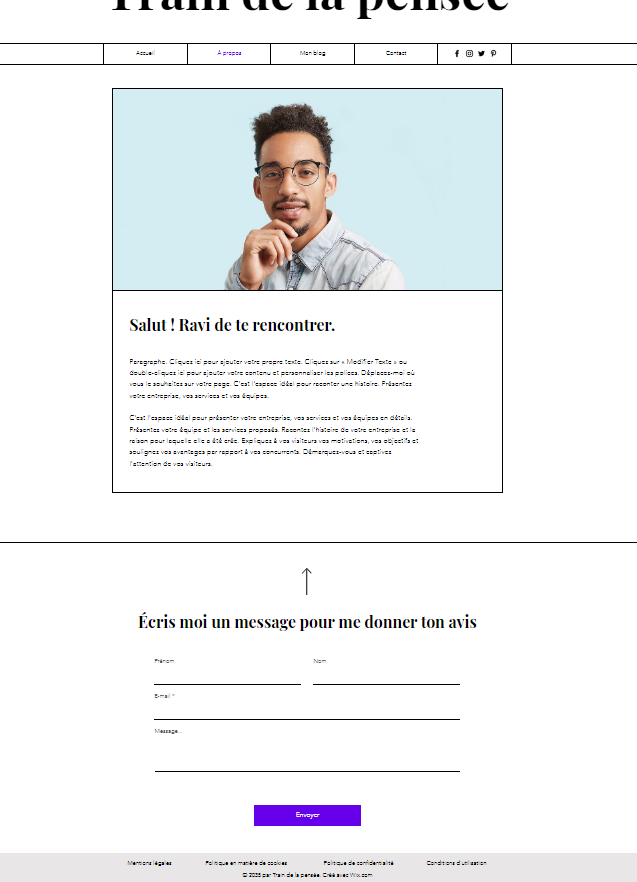 Train de la pensée
Accueil
À propos
Mon blog
Contact
Salut ! Ravi de te rencontrer.
Paragraphe. Cliquez ici pour ajouter votre propre texte. Cliquez sur « Modifier Texte » ou
double-cliquez ici pour ajouter votre contenu et personnaliser les polices. Déplacez-moi où
vous le souhaitez sur votre page. C'est l'espace idéal pour raconter une histoire. Présentez
votre entreprise, vos services et vos équipes.
C'est l'espace idéal pour présenter votre entreprise, vos services et vos équipes en détails.
Présentez votre équipe et les services proposés. Racontez l'histoire de votre entreprise et la
raison pour laquelle elle a été crée. Expliquez à vos visiteurs vos motivations, vos objectifs et
soulignez vos avantages par rapport à vos concurrents. Démarquez-vous et captivez
l'attention de vos visiteurs.
Écris moi un message pour me donner ton avis
Prénom
Nom
E-mail *
Message...
Envoyer
Mentions légales
Politique en matière de cookies
Politique de confidentialité
Conditions d'utilisation
© 2035 par Train de la pensée. Créé avec Wix.com